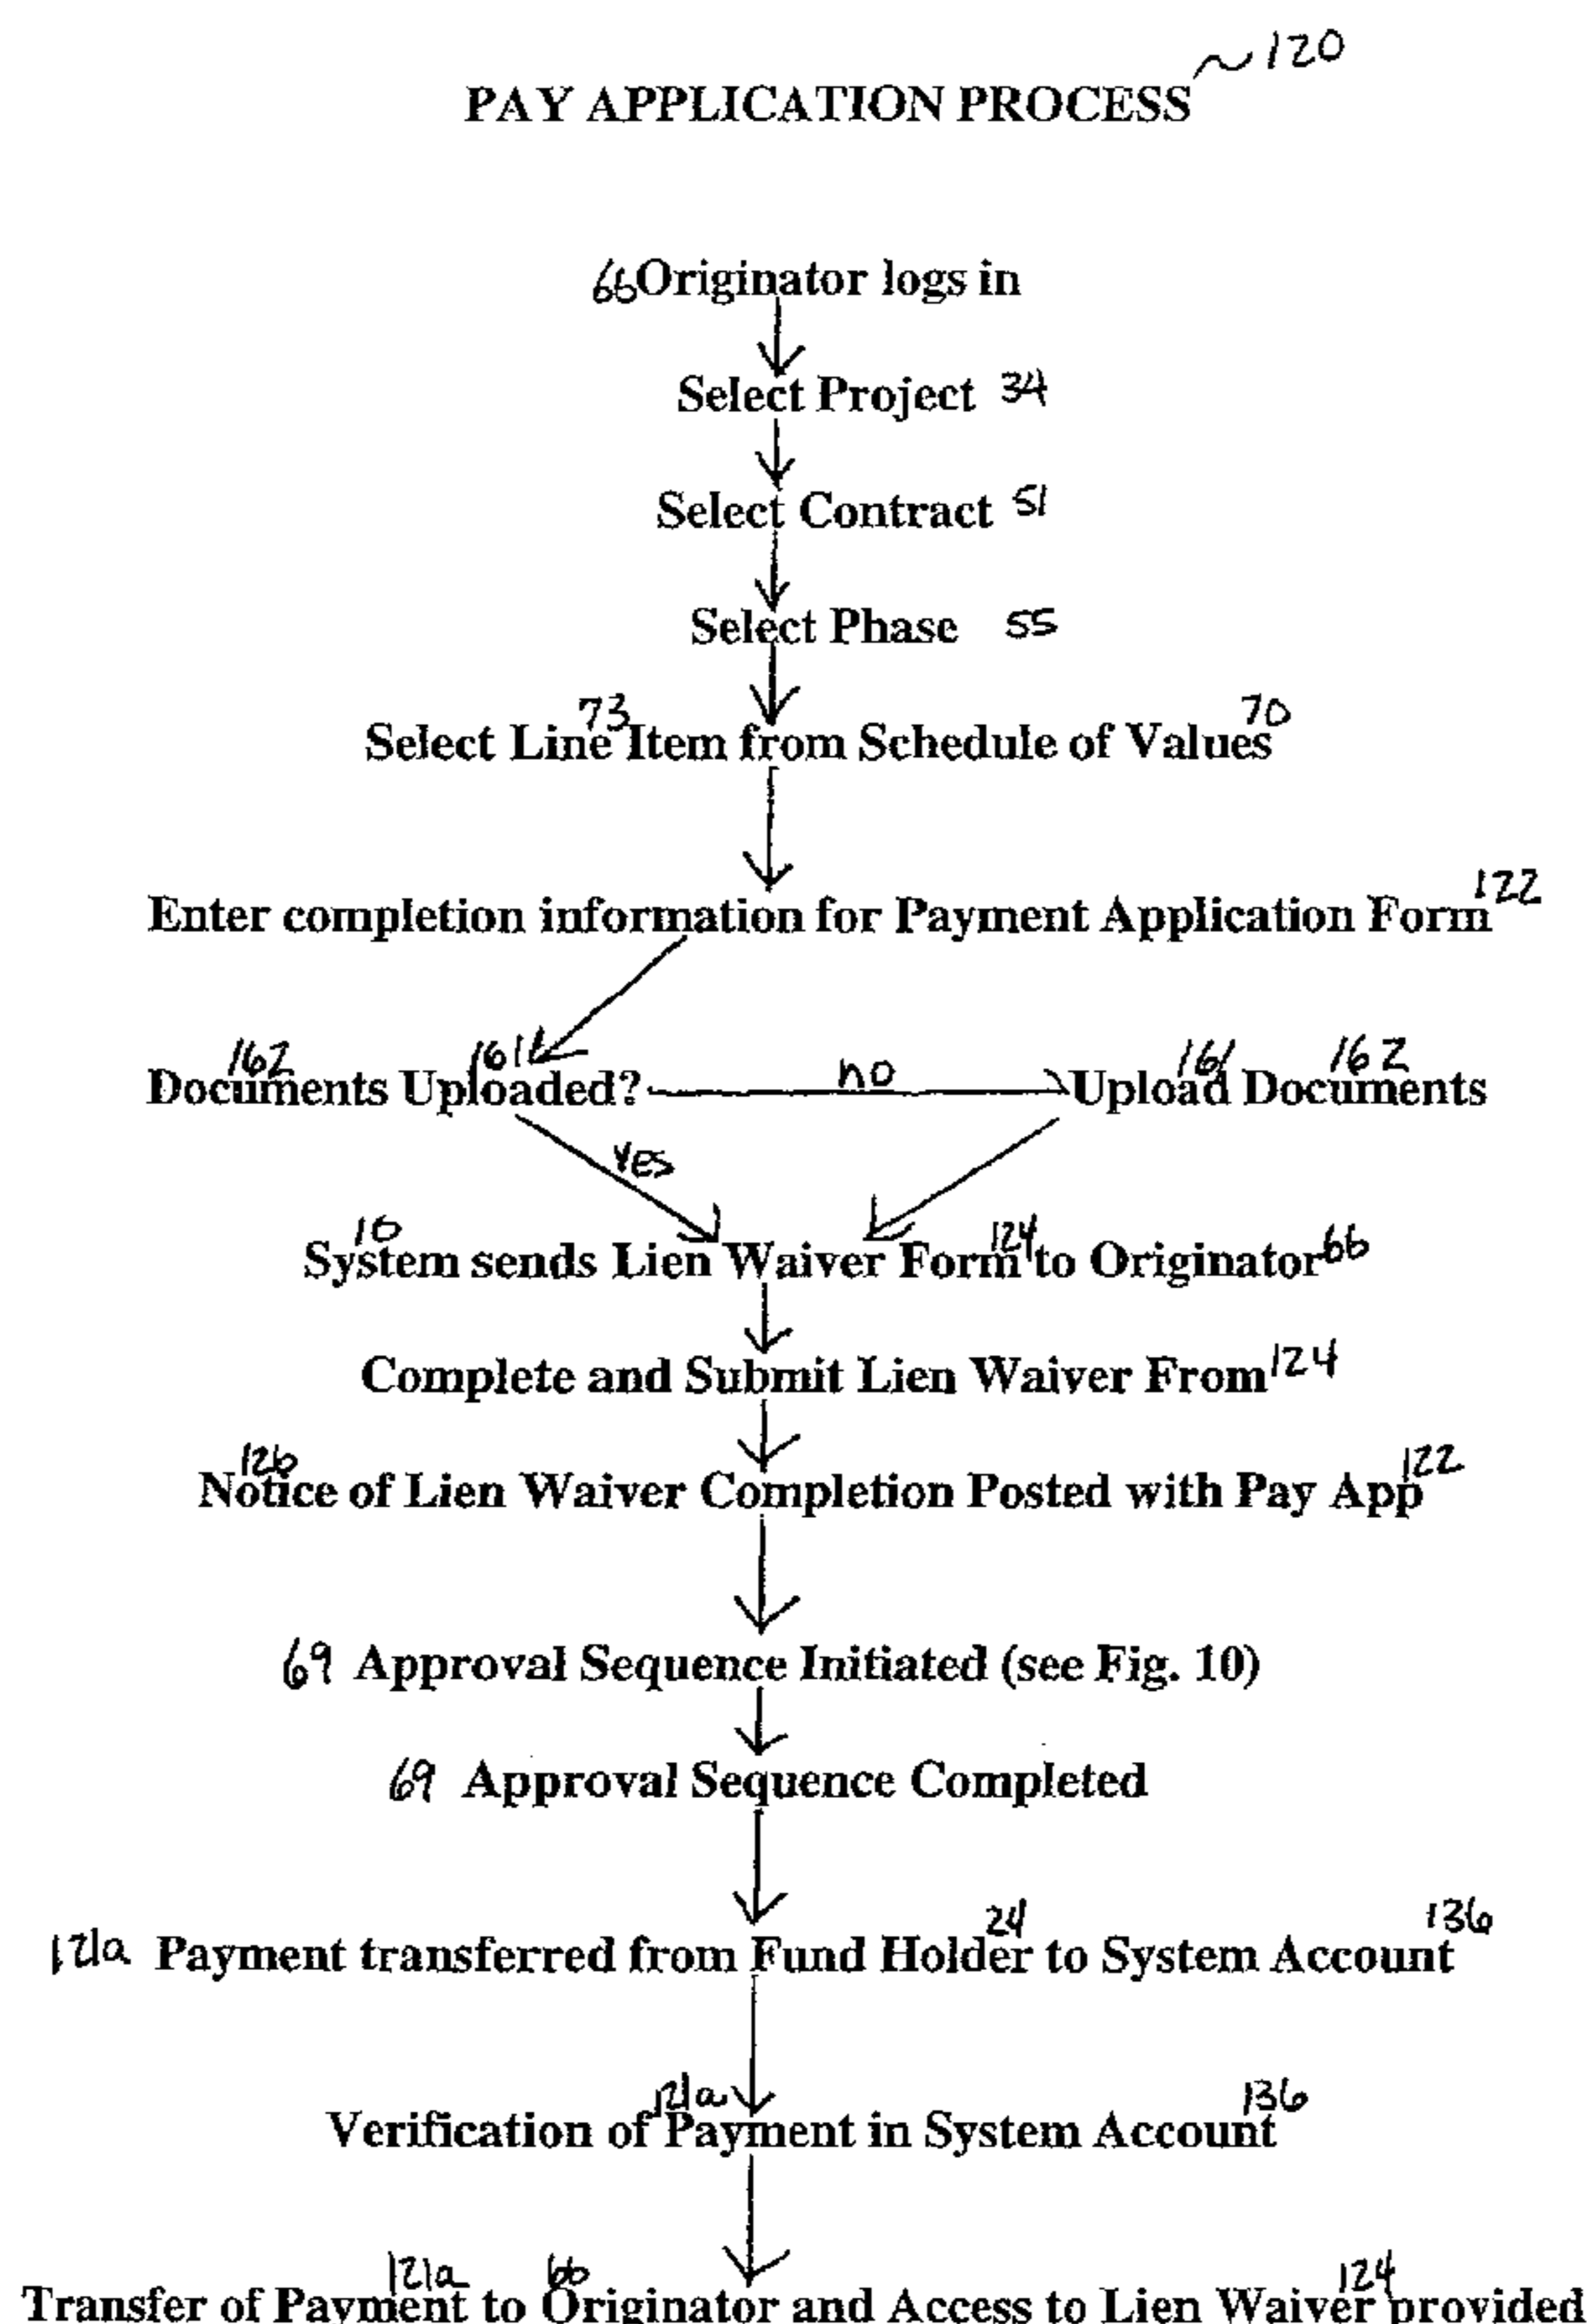 120
PAY APPLICATION PROCESS
66 Originator logs in
Select Project 34
Select Contract 51
Select Phase 55
73 70
Select Line Item from Schedule of Values
Enter completion information for Payment Application Form 122
162 161 no 161 162
Documents Uploaded? Upload Documents
YES
10 124
System sends Lien Waiver Form to Originator 66
Complete and Submit Lien Waiver From 124
126 122
Notice of Lien Waiver Completion Posted with Pay App
69 Approval Sequence Initiated (see Fig. 10)
69 Approval Sequence Completed
24 136
121a Payment transferred from Fund Holder to System Account
121a 136
Verification of Payment in System Account
121a 66 124
Transfer of Payment to Originator and Access to Lien Waiver provided